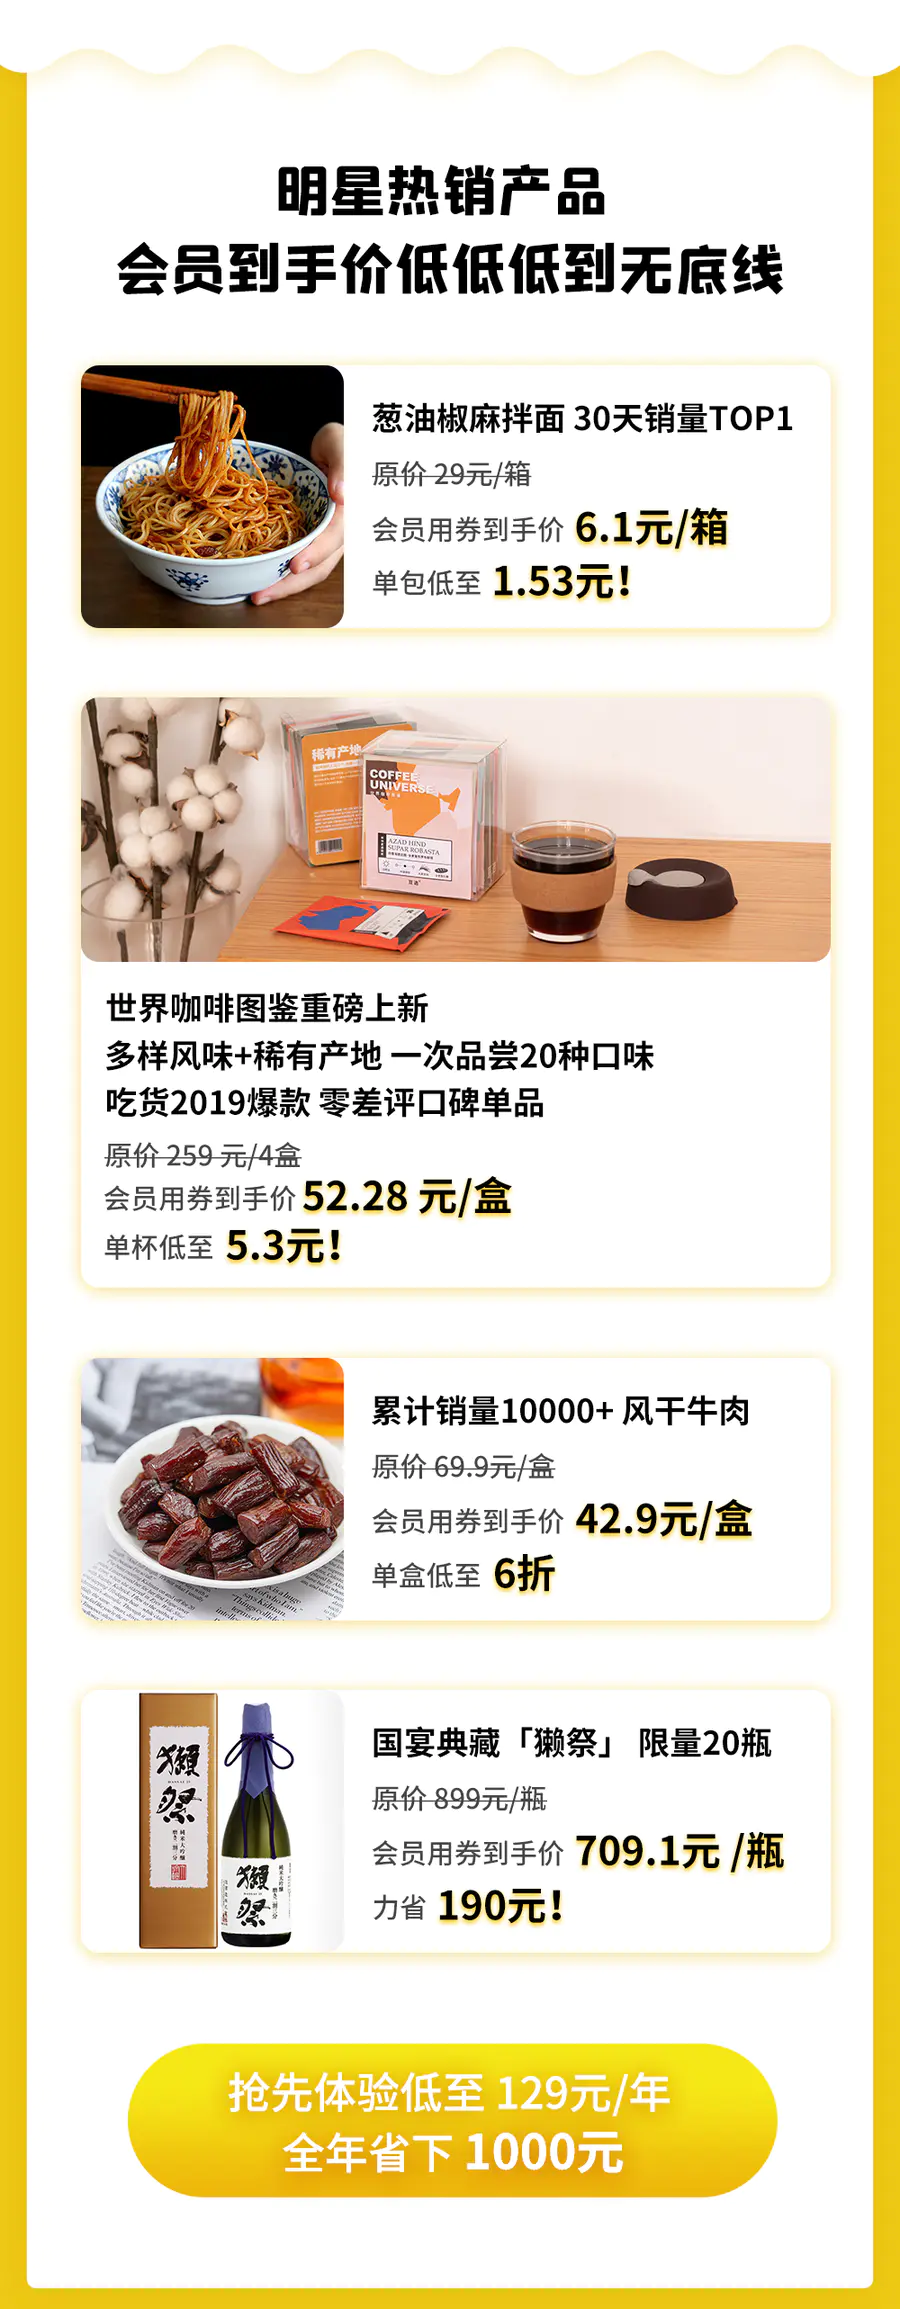 明星热销产品
会员到手价低低低到无底线
葱油椒麻拌面 30天销量TOP1
原价 29元/箱
会员用券到手价 6.1元/箱
单包低至 1.53元!
稀有产地
COFFEE
UNIVERSE
AZAD HIND
SUPAR ROBASTA
世界咖啡图鉴重磅上新
多样风味+稀有产地 一次品尝20种口味
吃货2019爆款 零差评口碑单品
原价 259 元/4盒
会员用券到手价 52.28 元/盒
单杯低至 5.3元!
累计销量10000+ 风干牛肉
原价 69.9元/盒
会员用券到手价 42.9元/盒
单盒低至 6折
国宴典藏「獭祭」 限量20瓶
原价 899元/瓶
会员用券到手价 709.1元 /瓶
力省 190元!
獺祭
純米大吟醸
磨き二割三分
獺祭
抢先体验低至 129元/年
全年省下 1000元